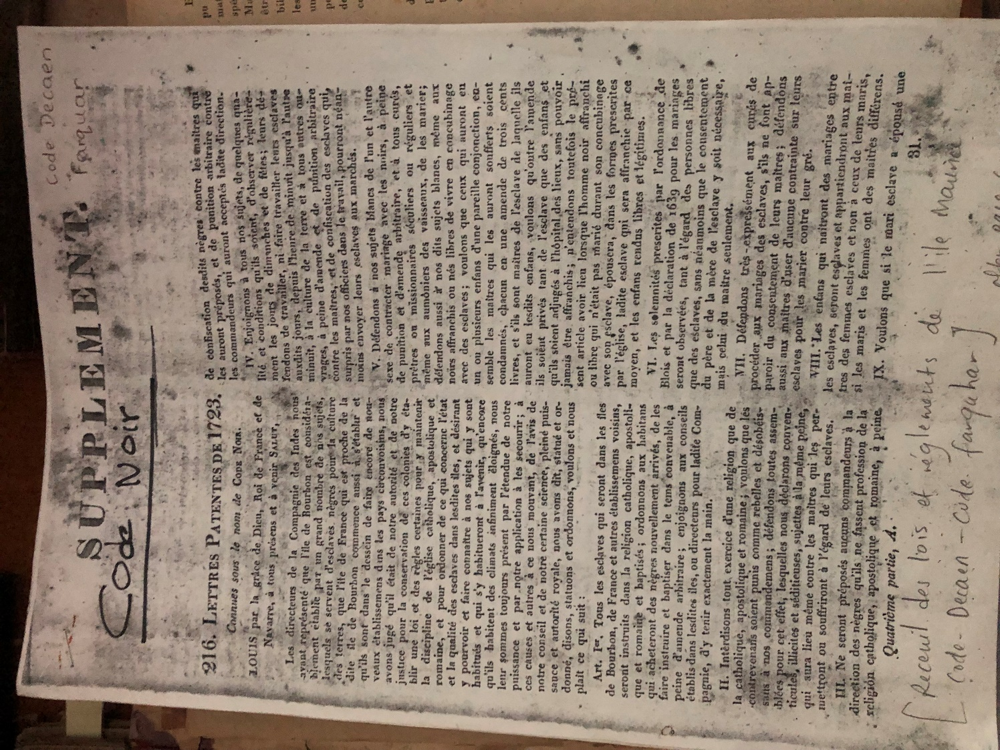 Code Decaen
Farquar
SUPPLEMENT.
Code Noir
216. LETTRES PATENTES DE 1723.
Connues sous le nom de CODE NOIR.
LOUIS par la grâce de Dieu, Roi de France et de
Navarre, à tous présens et à venir SALUT,
Les directeurs de la Compagnie des Indes nous
ayant représenté que l'île de Bourbon est considéra-
blement établie par un grand nombre de nos sujets,
lesquels se servent d'esclaves nègres pour la culture
des terres, que l'île de France qui est proche de la
dite île de Bourbon commence aussi à s'établir et
qu'ils sont dans le dessein de faire encore de nou-
veaux établissemens dans les pays circonvoisins, nous
avons jugé qu'il était de notre autorité et de notre
justice pour la conservation de ces colonies d'y éta-
blir une loi et des règles certaines pour y maintenir
la discipline de l'église catholique, apostolique et
romaine, et pour ordonner de ce qui concerne l'état
et la qualité des esclaves dans lesdites îles, et désirant
y pourvoir et faire connaître à nos sujets qui y sont
habitués et qui s'y habitueront à l'avenir, qu'encore
qu'ils habitent des climats infiniment éloignés, nous
leur sommes toujours présent par l'étendue de notre
puissance et par notre application à les secourir ; à
ces causes et autres à ce nous mouvant, de l'avis de
notre conseil et de notre certaine science, pleine puis-
sance et autorité royale, nous avons dit, statué et or-
donné, disons, statuons et ordonnons, voulons et nous
plait ce qui suit :
Art. Ier. Tous les esclaves qui seront dans les îles
de Bourbon, de France et autres établissemens voisins,
seront instruits dans la religion catholique, apostoli-
que et romaine et baptisés ; ordonnons aux habitans
qui acheteront des nègres nouvellement arrivés, de les
faire instruire et baptiser dans le tems convenable, à
peine d'amende arbitraire ; enjoignons aux conseils
établis dans lesdites îles, ou directeurs pour ladite Com-
pagnie, d'y tenir exactement la main.
II. Interdisons tout exercice d'une religion que de
la catholique, apostolique et romaine ; voulons que les
contrevenans soient punis comme rebelles et désobéis-
sans à nos commandemens ; défendons toutes assem-
blées pour cet effet, lesquelles nous déclarons conven-
ticules, illicites et séditieuses, sujettes à la même peine,
qui aura lieu même contre les maîtres qui les per-
mettront ou souffriront à l'égard de leurs esclaves.
III. Ne seront préposés aucuns commandeurs à la
direction des nègres qu'ils ne fassent profession de la
religion catholique, apostolique et romaine, à peine
Quatrième partie, A.
de confiscation desdits nègres contre les maîtres qui
les auront préposés, et de punition arbitraire contre
les commandeurs qui auront acceptés ladite direction.
IV. Enjoignons à tous nos sujets, de quelques qua-
lité et conditions qu'ils soient, d'observer régulière-
ment les jours de dimanches et de fêtes ; leurs dé-
fendons de travailler, ni faire travailler leurs esclaves
auxdits jours, depuis l'heure de minuit jusqu'à l'autre
minuit, à la culture de la terre et à tous autres ou-
vrages, à peine d'amende et de punition arbitraire
contre les maîtres, et de confiscation des esclaves qui,
surpris par nos officiers dans le travail, pourront néan-
moins envoyer leurs esclaves aux marchés.
V. Défendons à nos sujets blancs de l'un et l'autre
sexe de contracter mariage avec les noirs, à peine
de punition et d'amende arbitraire, et à tous curés,
prêtres ou missionnaires séculiers ou réguliers et
même aux aumôniers des vaisseaux, de les marier ;
défendons aussi à nos dits sujets blancs, même aux
noirs affranchis ou nés libres de vivre en concubinage
avec des esclaves ; voulons que ceux qui auront eu
un ou plusieurs enfans d'une pareille conjonction, en-
semble les maîtres qui les auront soufferts soient
condamnés, chacun en une amende de trois cents
livres, et s'ils sont maîtres de l'esclave de laquelle ils
auront eu lesdits enfans, voulons qu'outre l'amende
ils soient privés tant de l'esclave que des enfans et
qu'ils soient adjugés à l'hôpital des lieux, sans pouvoir
jamais être affranchis ; n'entendons toutefois le pré-
sent article avoir lieu lorsque l'homme noir affranchi
ou libre qui n'était pas marié durant son concubinage
avec son esclave, épousera, dans les formes prescrites
par l'église, ladite esclave qui sera affranchie par ce
moyen, et les enfans rendus libres et légitimes.
VI. Les solemnités prescrites par l'ordonnance de
Blois et par la déclaration de 1639 pour les mariages
seront observées, tant à l'égard des personnes libres
que des esclaves, sans néanmoins que le consentement
du père et de la mère de l'esclave y soit nécessaire,
mais celui du maître seulement.
VII. Défendons très-expressément aux curés de
procéder aux mariages des esclaves, s'ils ne font ap-
paroir du consentement de leurs maîtres ; défendons
aussi aux maîtres d'user d'aucune contrainte sur leurs
esclaves pour les marier contre leur gré.
VIII. Les enfans qui naîtront des mariages entre
les esclaves, seront esclaves et appartiendront aux maî-
tres des femmes esclaves et non à ceux de leurs maris,
si les maris et les femmes ont des maîtres différens.
IX. Voulons que si le mari esclave a épousé une
31.
[Recueil des lois et réglements de l'ile Maurice
Code - Decaen - Code Farquhar]